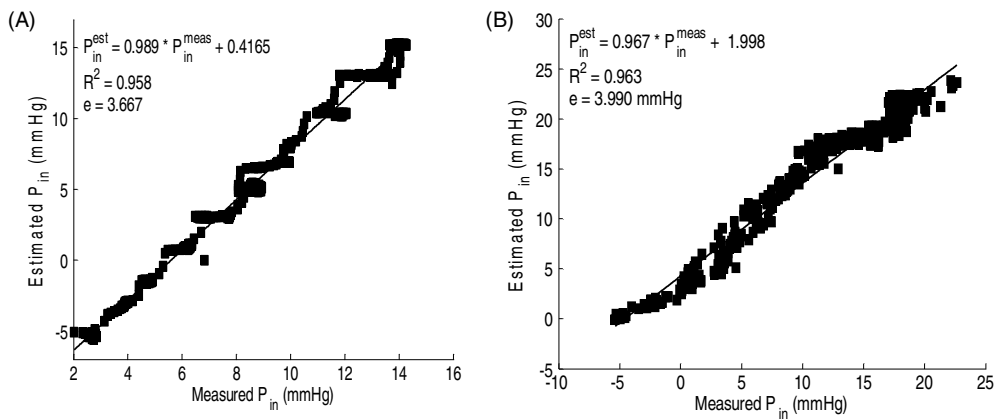 (A)
P_in^est = 0.989 * P_in^meas + 0.4165
R² = 0.958
e = 3.667
15
10
5
0
-5
Estimated P_in (mmHg)
2 4 6 8 10 12 14 16
Measured P_in (mmHg)
(B)
P_in^est = 0.967 * P_in^meas + 1.998
R² = 0.963
e = 3.990 mmHg
30
25
20
15
10
5
0
-5
Estimated P_in (mmHg)
-10 -5 0 5 10 15 20 25
Measured P_in (mmHg)